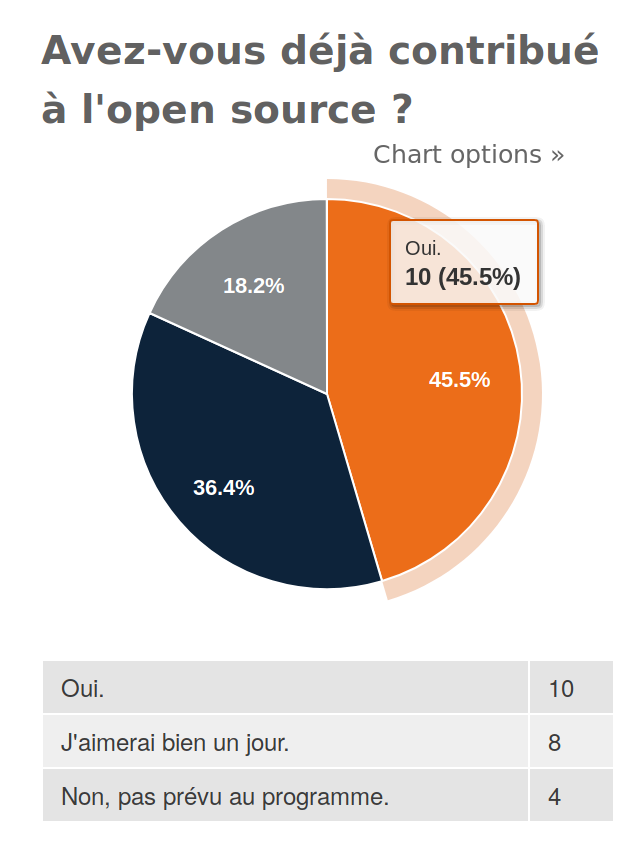 Avez-vous déjà contribué
à l'open source ?
Chart options »
Oui.
10 (45.5%)
18.2%
45.5%
36.4%
Oui. 10
J'aimerai bien un jour. 8
Non, pas prévu au programme. 4